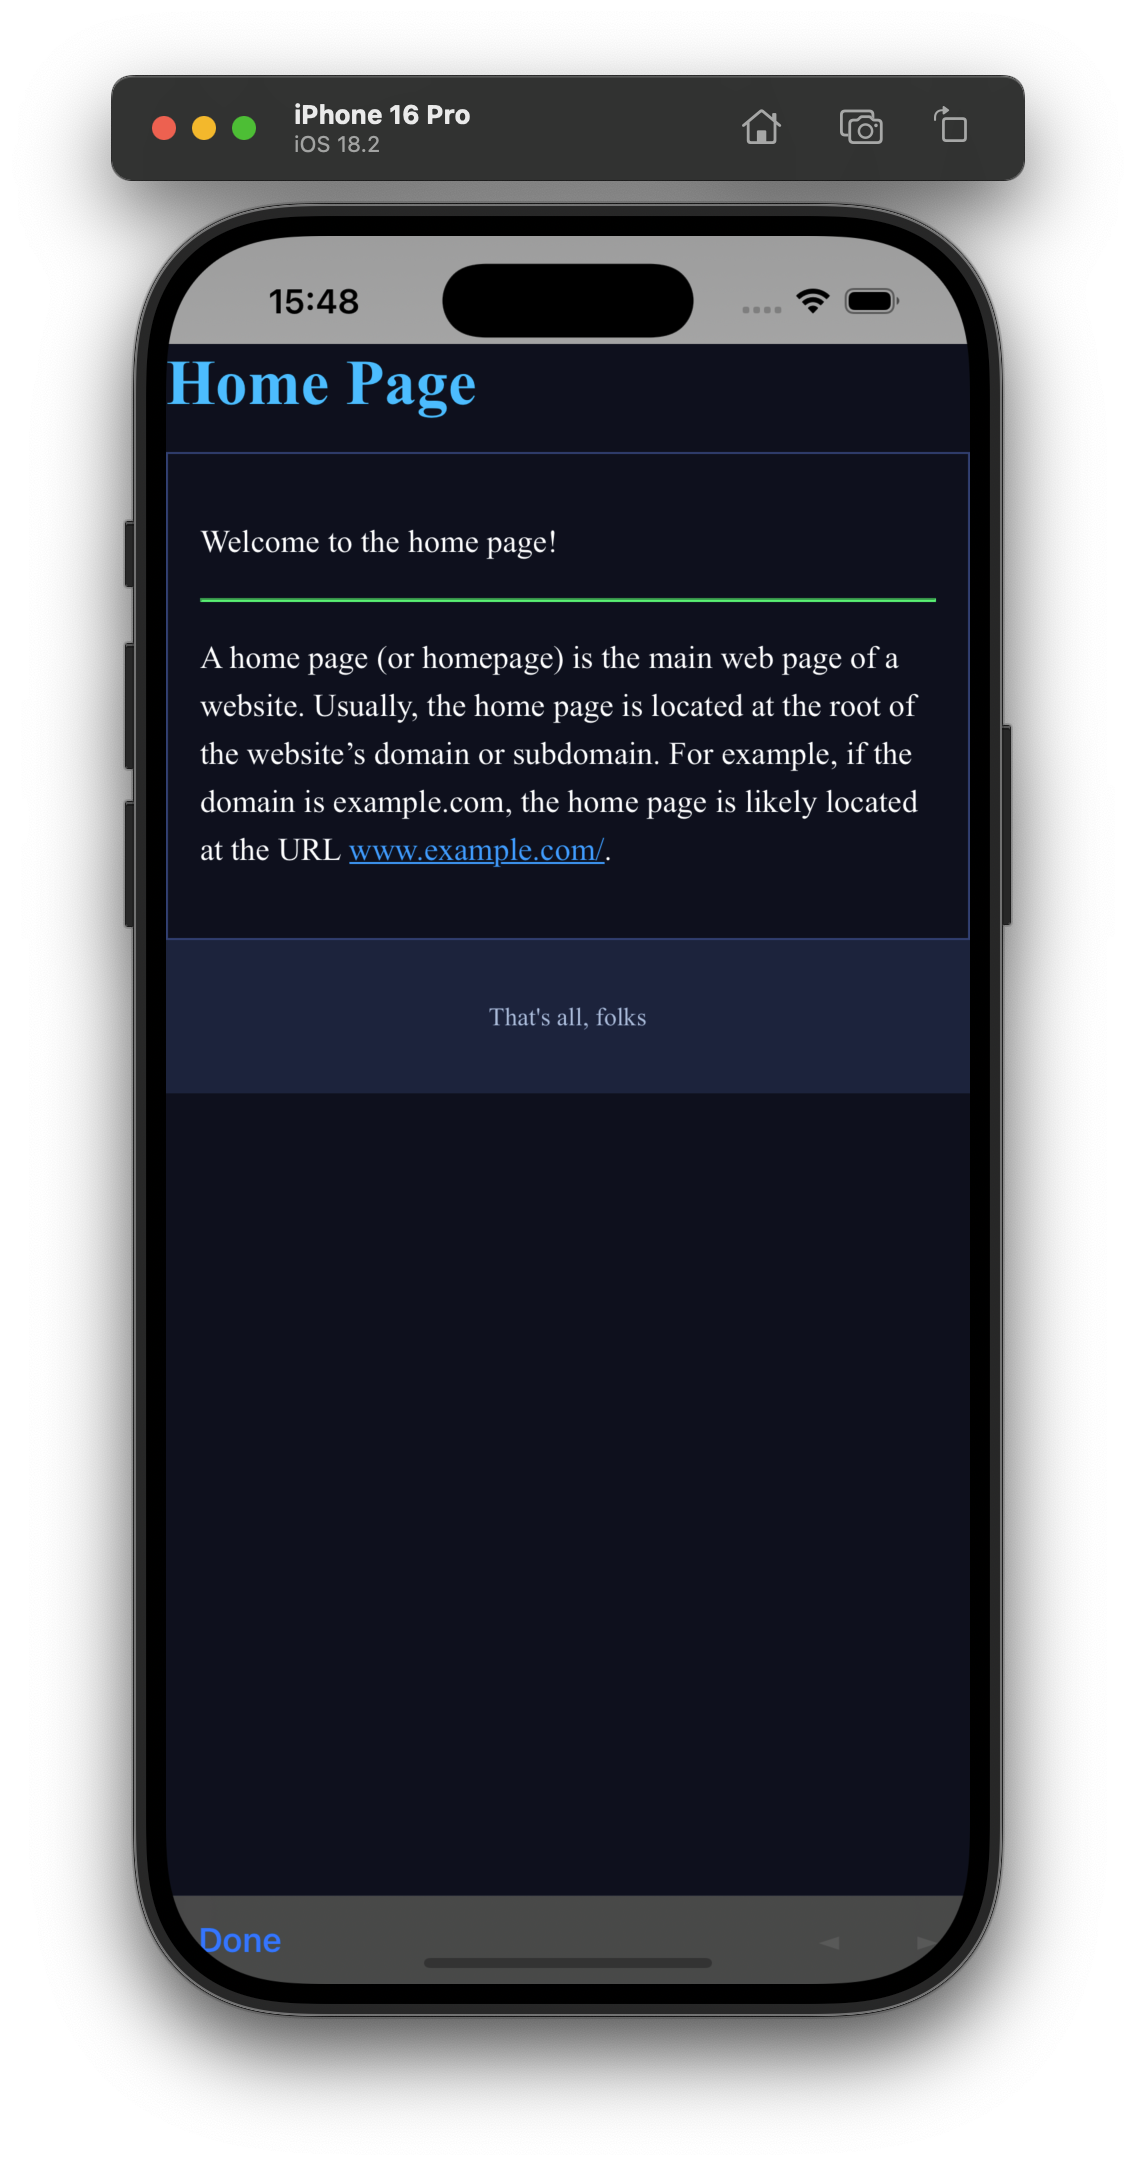 iPhone 16 Pro
iOS 18.2
15:48
Home Page
Welcome to the home page!
A home page (or homepage) is the main web page of a
website. Usually, the home page is located at the root of
the website’s domain or subdomain. For example, if the
domain is example.com, the home page is likely located
at the URL www.example.com/.
That's all, folks
Done